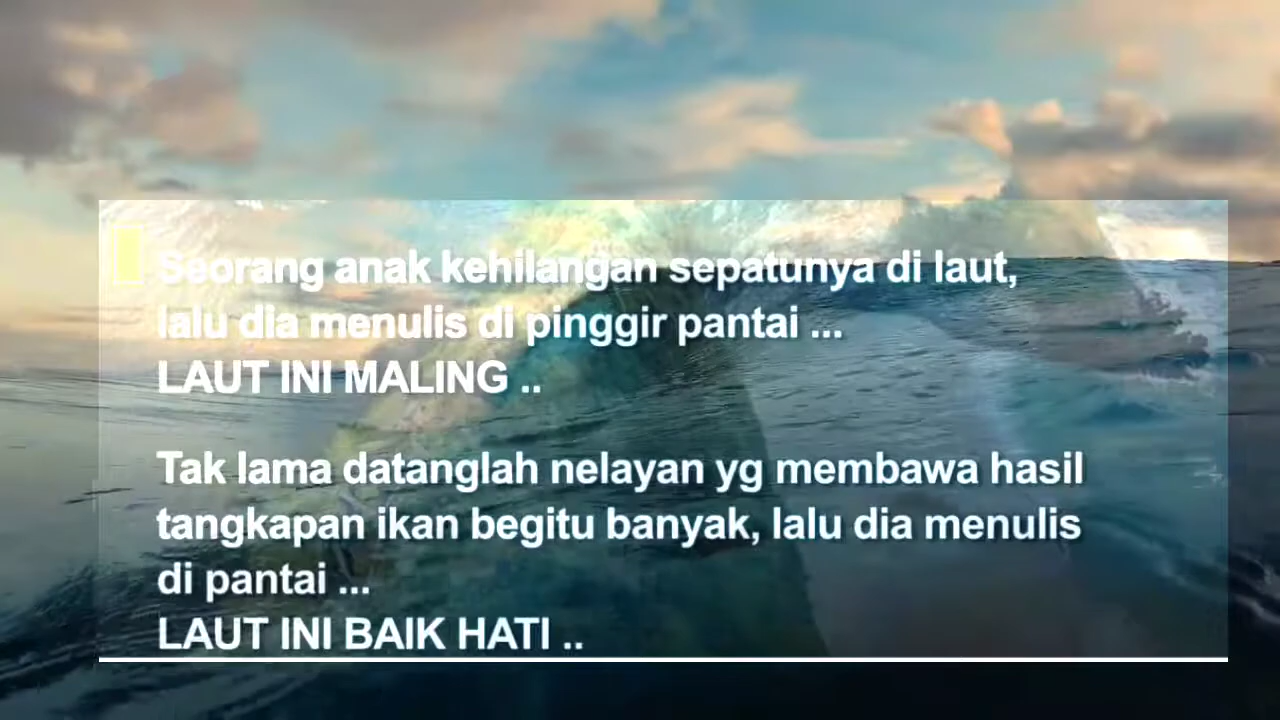 Seorang anak kehilangan sepatunya di laut,
lalu dia menulis di pinggir pantai ...
LAUT INI MALING ..
Tak lama datanglah nelayan yg membawa hasil
tangkapan ikan begitu banyak, lalu dia menulis
di pantai ...
LAUT INI BAIK HATI ..